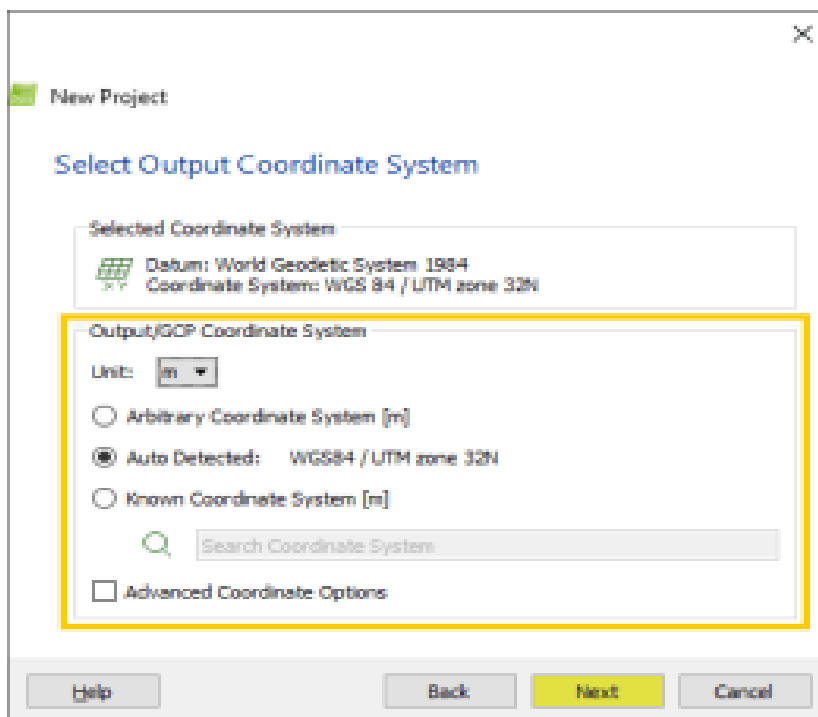 New Project
Select Output Coordinate System
Selected Coordinate System
Datum: World Geodetic System 1984
Coordinate System: WGS 84 / UTM zone 32N
Output/GCP Coordinate System
Unit: m
Arbitrary Coordinate System [m]
Auto Detected: WGS84 / UTM zone 32N
Known Coordinate System [m]
Search Coordinate System
Advanced Coordinate Options
Help Back Next Cancel